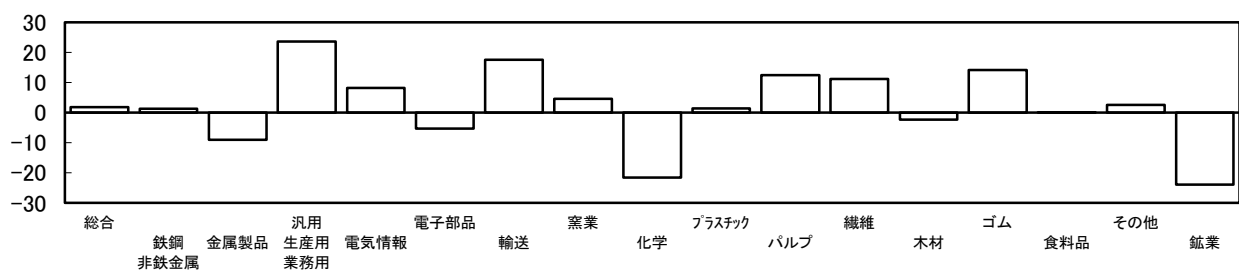 30
20
10
0
-10
-20
-30
総合
鉄鋼
非鉄金属
金属製品
汎用
生産用
業務用
電気情報
電子部品
輸送
窯業
化学
ﾌﾟﾗｽﾁｯｸ
パルプ
繊維
木材
ゴム
食料品
その他
鉱業